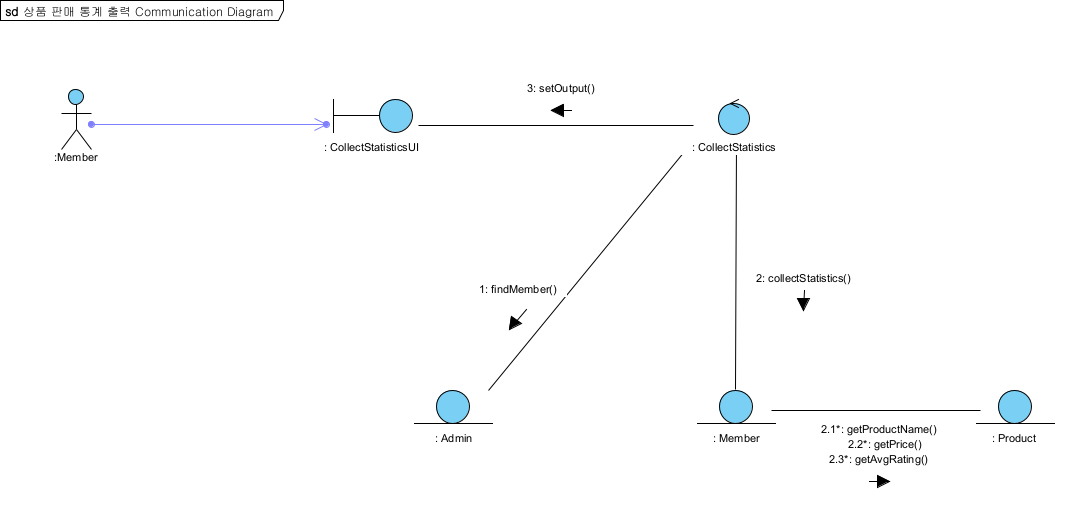 sd 상품 판매 통계 출력 Communication Diagram
3: setOutput()
:Member
: CollectStatisticsUI
: CollectStatistics
1: findMember()
2: collectStatistics()
: Admin
: Member
: Product
2.1*: getProductName()
2.2*: getPrice()
2.3*: getAvgRating()